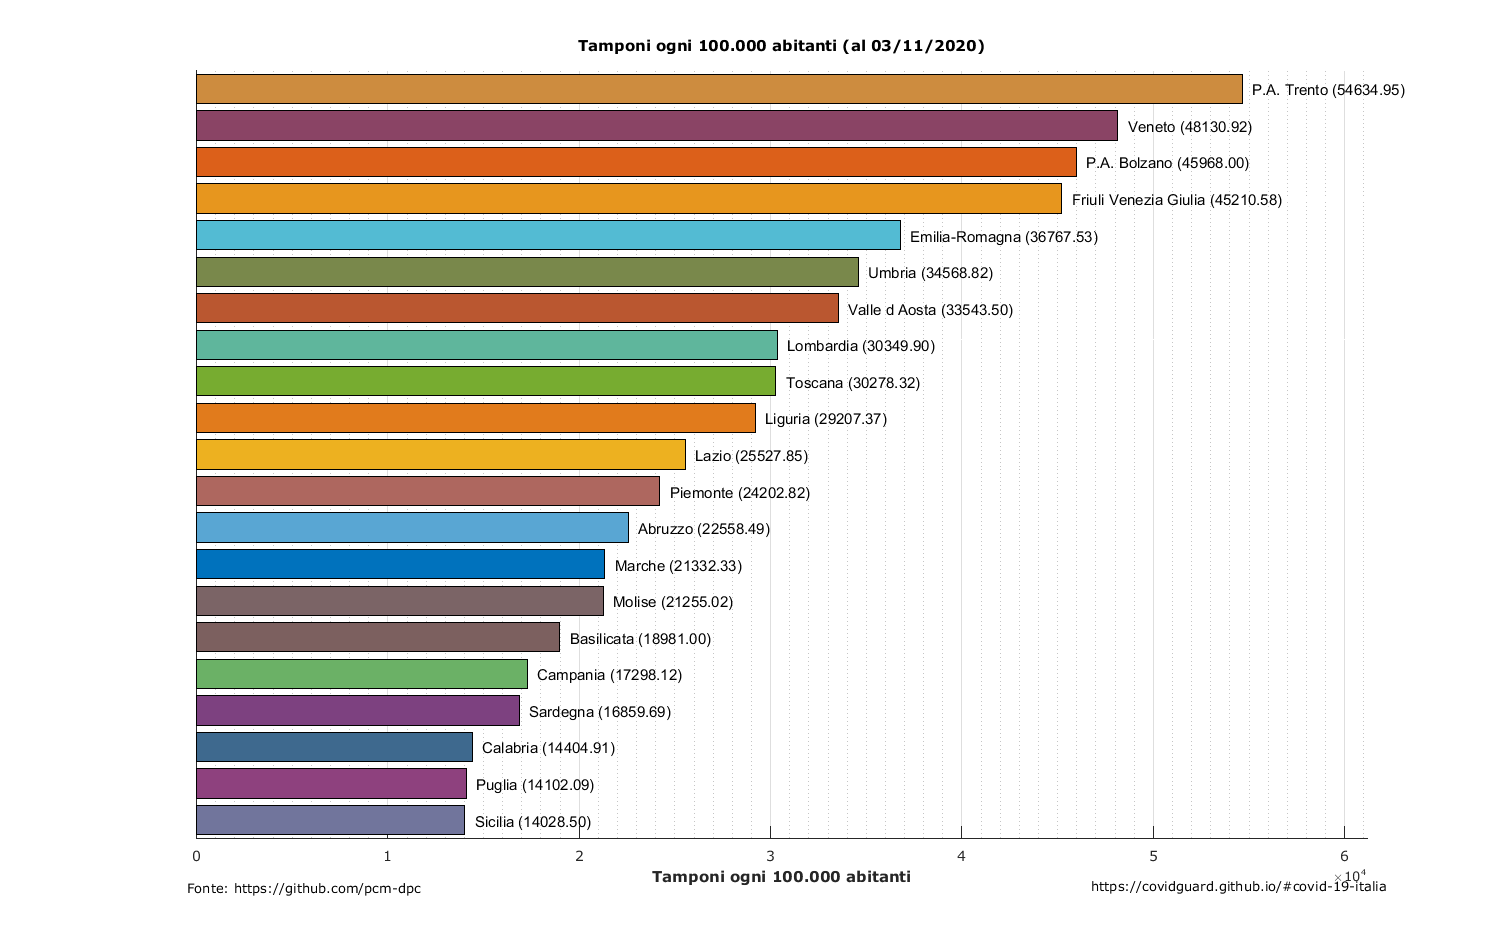 Tamponi ogni 100.000 abitanti (al 03/11/2020)
P.A. Trento (54634.95)
Veneto (48130.92)
P.A. Bolzano (45968.00)
Friuli Venezia Giulia (45210.58)
Emilia-Romagna (36767.53)
Umbria (34568.82)
Valle d Aosta (33543.50)
Lombardia (30349.90)
Toscana (30278.32)
Liguria (29207.37)
Lazio (25527.85)
Piemonte (24202.82)
Abruzzo (22558.49)
Marche (21332.33)
Molise (21255.02)
Basilicata (18981.00)
Campania (17298.12)
Sardegna (16859.69)
Calabria (14404.91)
Puglia (14102.09)
Sicilia (14028.50)
0 1 2 3 4 5 6
×10⁴
Tamponi ogni 100.000 abitanti
Fonte: https://github.com/pcm-dpc
https://covidguard.github.io/#covid-19-italia